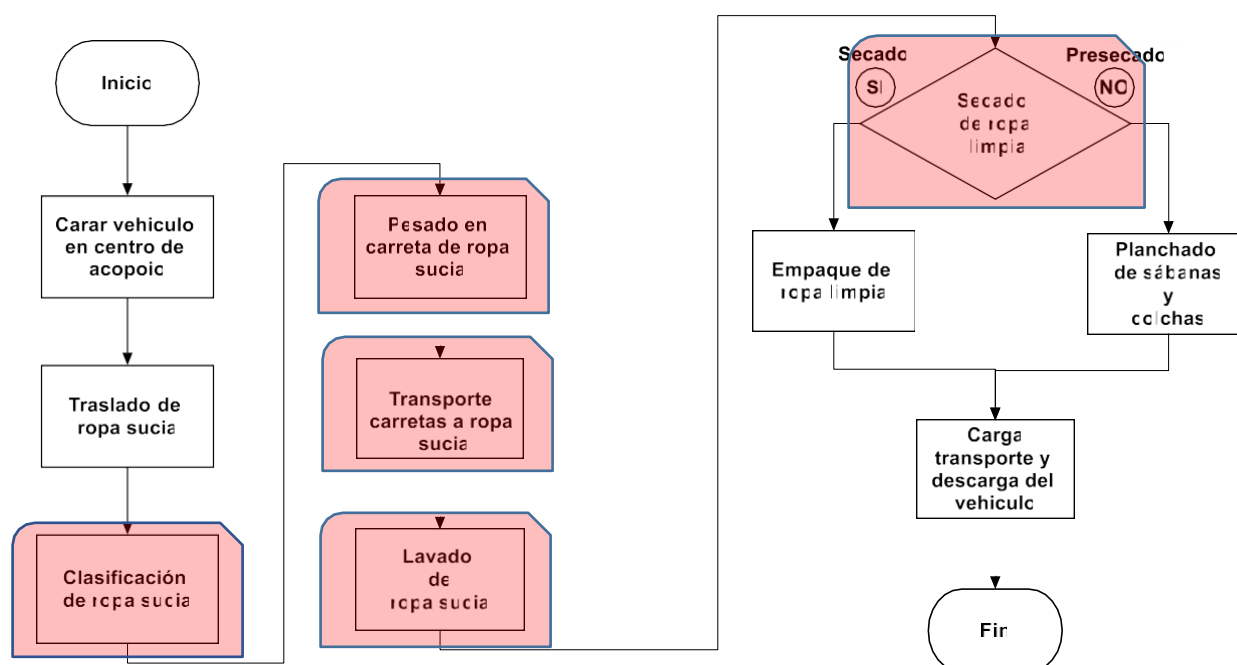 Inicio
Carar vehiculo
en centro de
acopoio
Traslado de
ropa sucia
Clasificación
de ropa sucia
Pesado en
carreta de ropa
sucia
Transporte
carretas a ropa
sucia
Lavado
de
ropa sucia
Secado
Presecado
SI
NO
Secado
de ropa
limpia
Empaque de
ropa limpia
Planchado
de sábanas
y
colchas
Carga
transporte y
descarga del
vehiculo
Fin